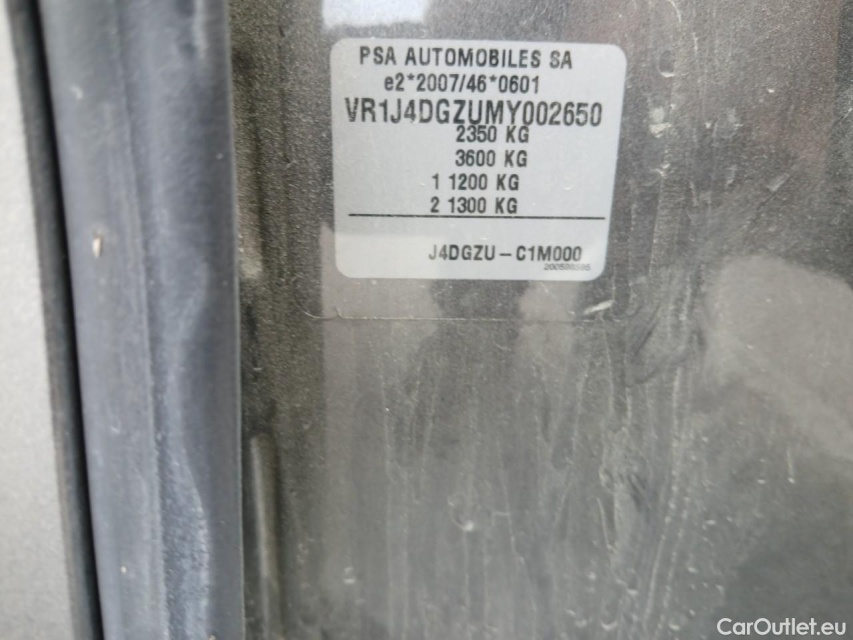 PSA AUTOMOBILES SA
e2*2007/46*0601
VR1J4DGZUMY002650
2350 KG
3600 KG
1 1200 KG
2 1300 KG
J4DGZU – C1M000
CarOutlet.eu